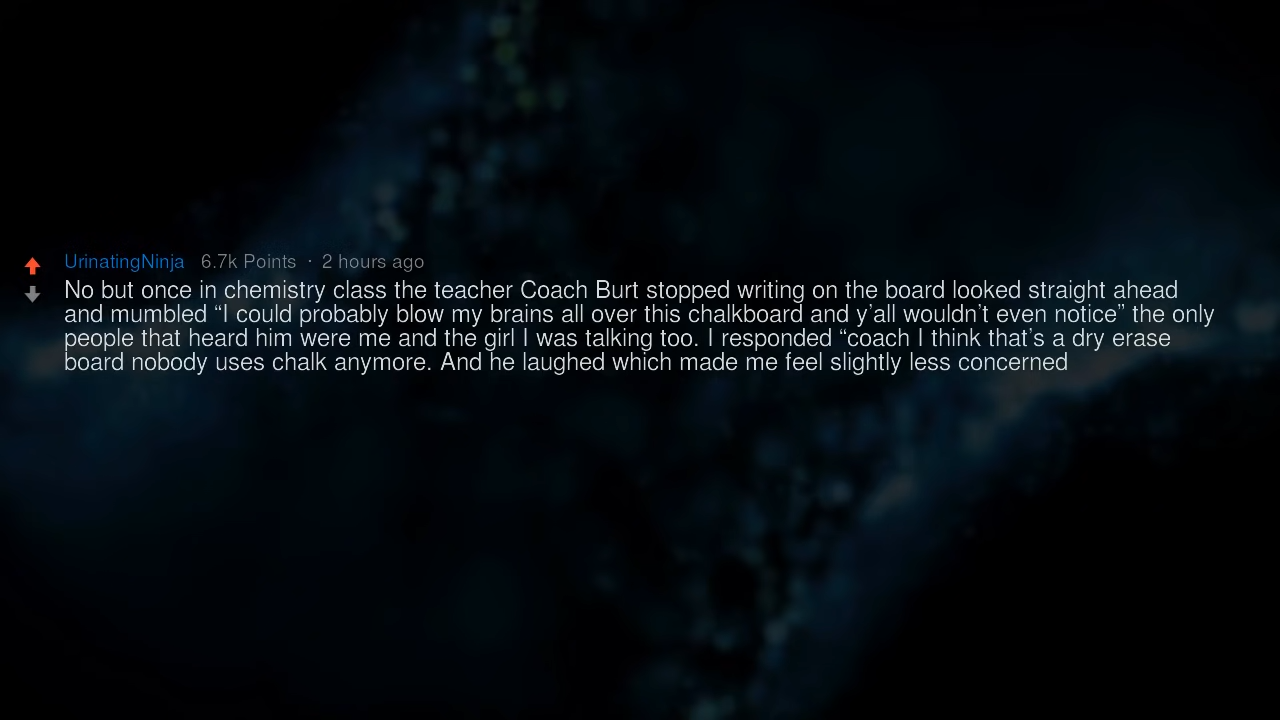 UrinatingNinja 6.7k Points · 2 hours ago
No but once in chemistry class the teacher Coach Burt stopped writing on the board looked straight ahead
and mumbled “I could probably blow my brains all over this chalkboard and y’all wouldn’t even notice” the only
people that heard him were me and the girl I was talking too. I responded “coach I think that’s a dry erase
board nobody uses chalk anymore. And he laughed which made me feel slightly less concerned